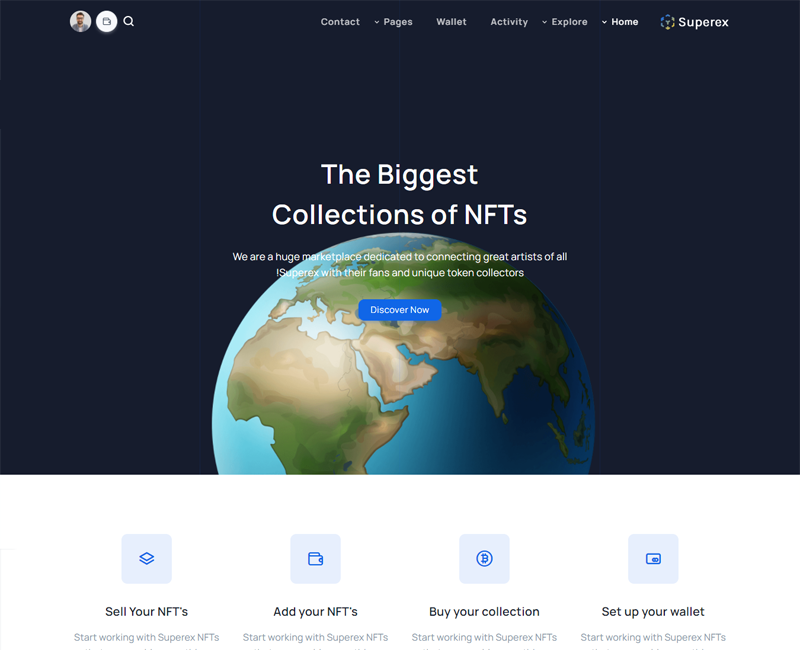 Contact Pages Wallet Activity Explore Home Superex
The Biggest
Collections of NFTs
We are a huge marketplace dedicated to connecting great artists of all
!Superex with their fans and unique token collectors
Discover Now
Sell Your NFT's
Start working with Superex NFTs
Add your NFT's
Start working with Superex NFTs
Buy your collection
Start working with Superex NFTs
Set up your wallet
Start working with Superex NFTs